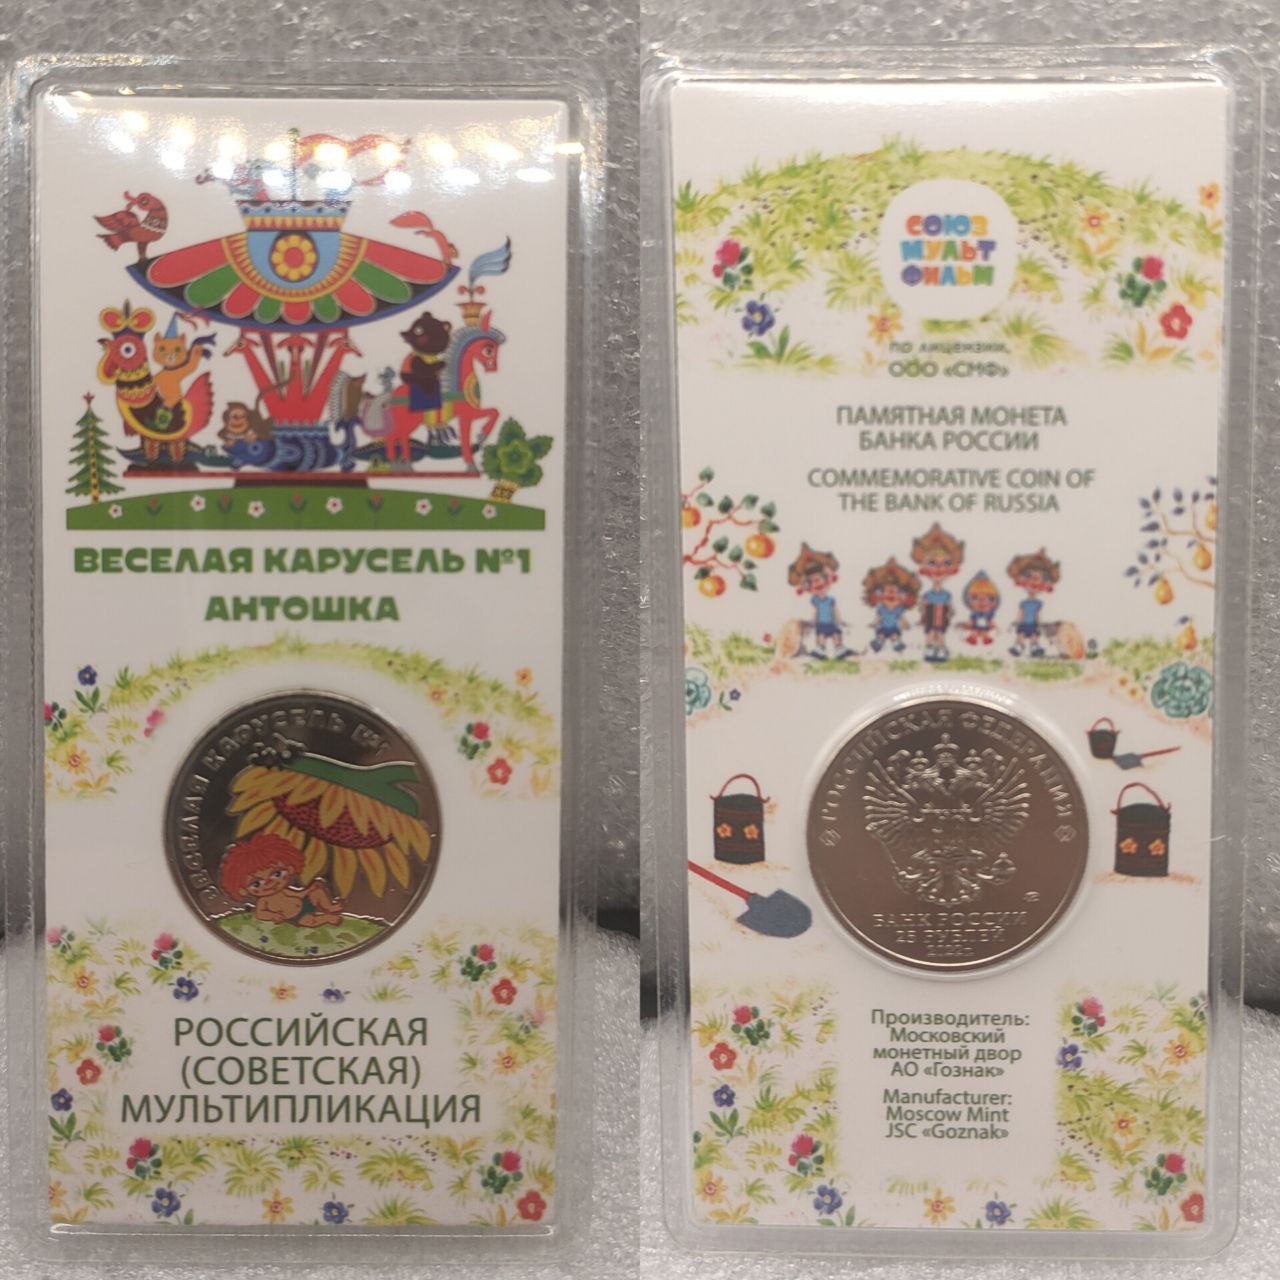 ВЕСЕЛАЯ КАРУСЕЛЬ №1
АНТОШКА
ВЕСЕЛАЯ КАРУСЕЛЬ №1
РОССИЙСКАЯ
(СОВЕТСКАЯ)
МУЛЬТИПЛИКАЦИЯ
СОЮЗ
МУЛЬТ
ФИЛЬМ
по лицензии,
ООО «СМФ»
ПАМЯТНАЯ МОНЕТА
БАНКА РОССИИ
COMMEMORATIVE COIN OF
THE BANK OF RUSSIA
РОССИЙСКАЯ ФЕДЕРАЦИЯ
БАНК РОССИИ
25 РУБЛЕЙ
2022 г.
Производитель:
Московский
монетный двор
АО «Гознак»
Manufacturer:
Moscow Mint
JSC «Goznak»